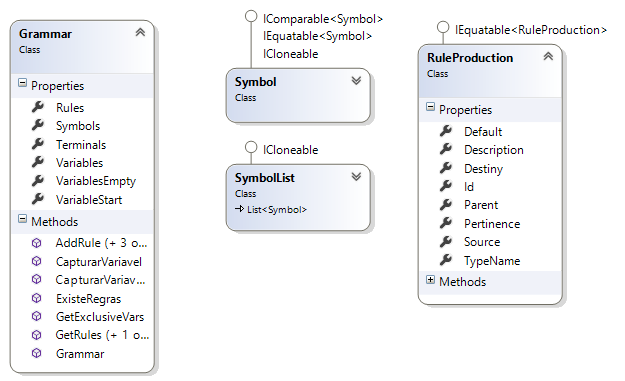 Grammar
Class
Properties
Rules
Symbols
Terminals
Variables
VariablesEmpty
VariableStart
Methods
AddRule (+ 3 o...
CapturarVariavel
CapturarVariav...
ExisteRegras
GetExclusiveVars
GetRules (+ 1 o...
Grammar
IComparable<Symbol>
IEquatable<Symbol>
ICloneable
Symbol
Class
ICloneable
SymbolList
Class
List<Symbol>
IEquatable<RuleProduction>
RuleProduction
Class
Properties
Default
Description
Destiny
Id
Parent
Pertinence
Source
TypeName
Methods